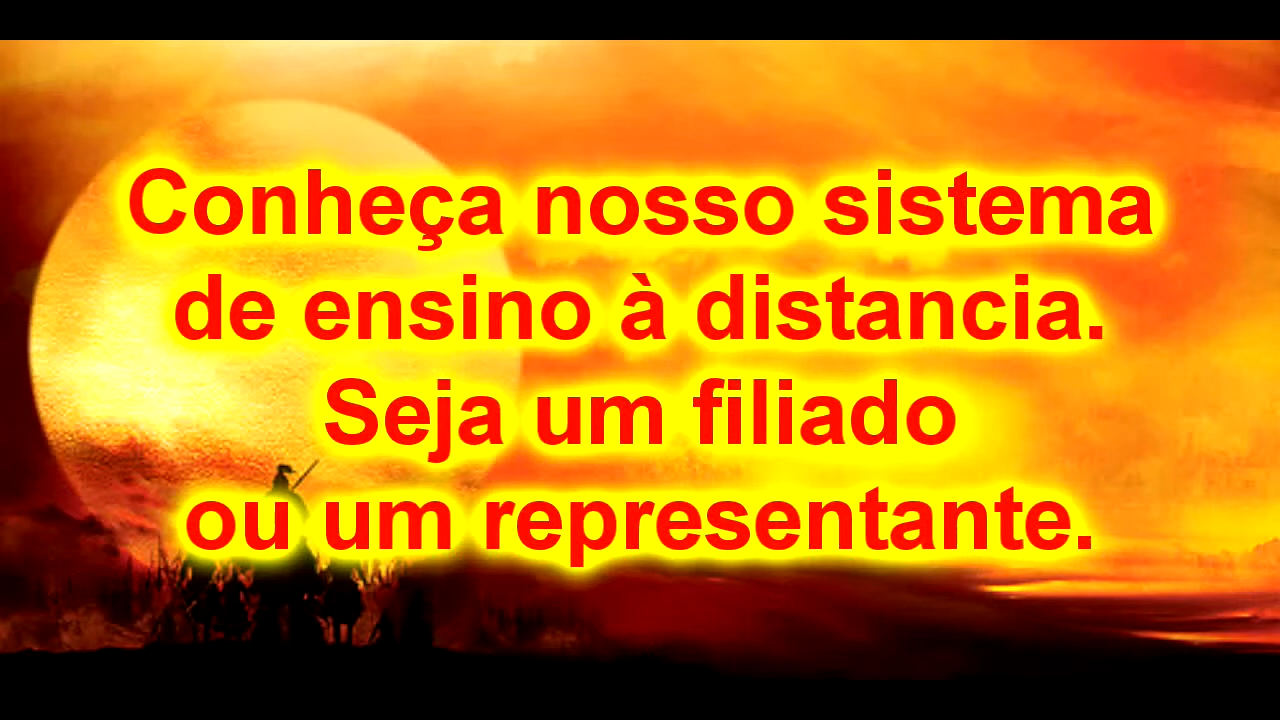 Conheça nosso sistema
de ensino à distancia.
Seja um filiado
ou um representante.